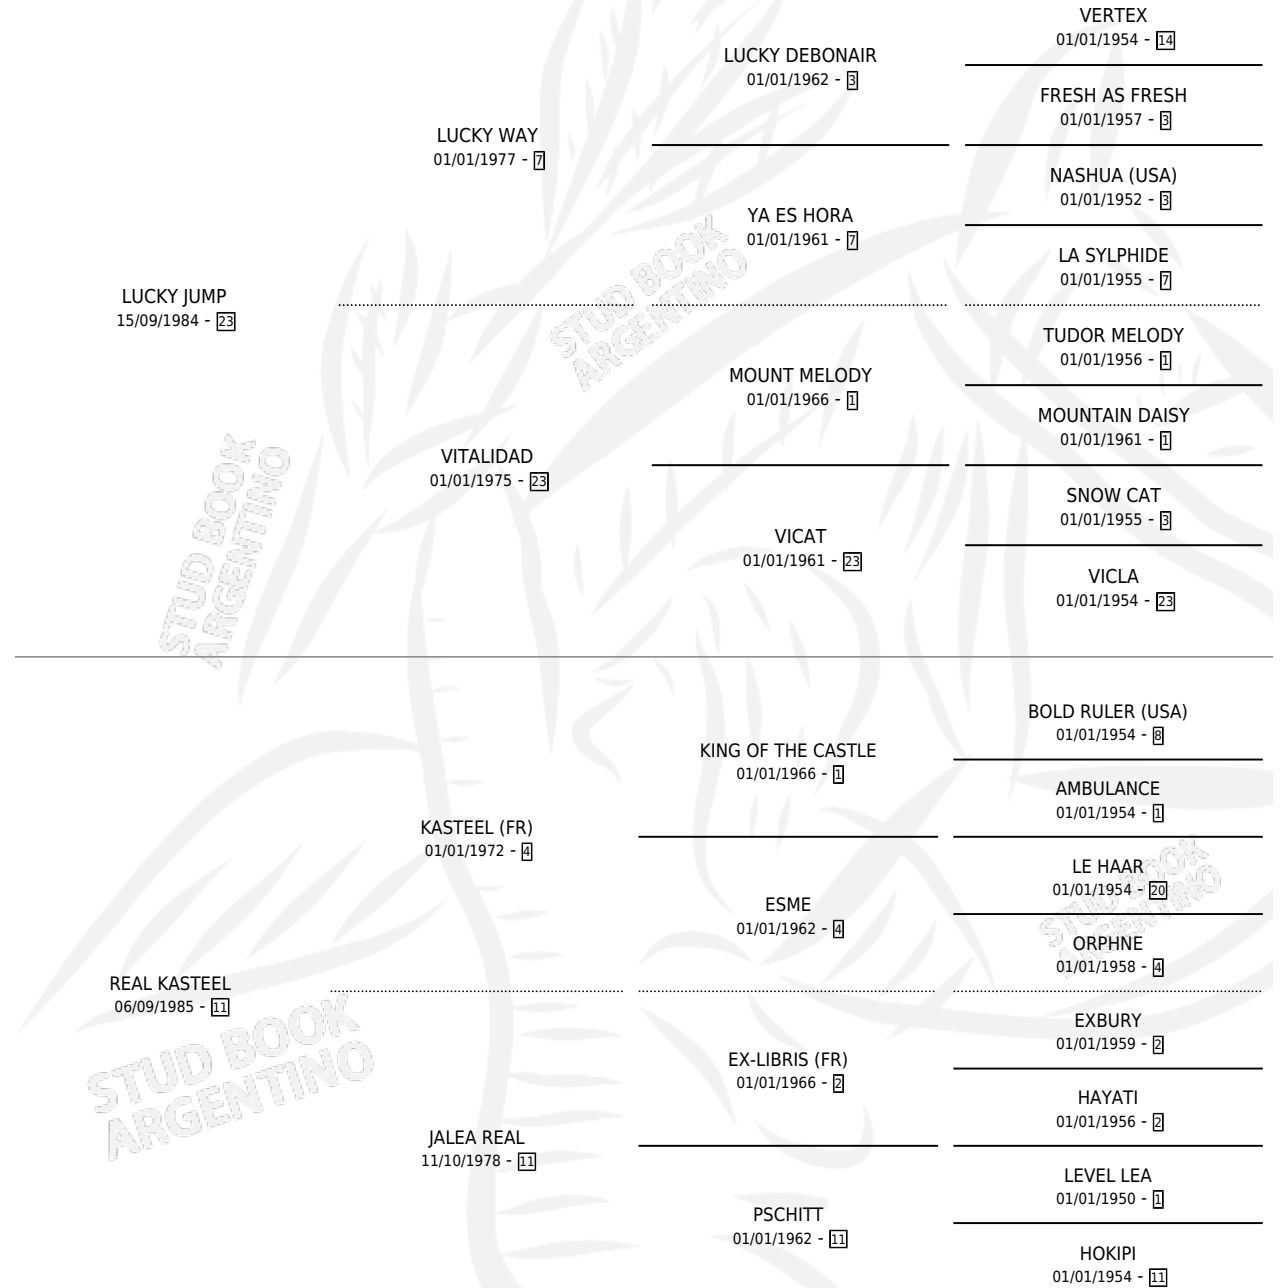 VERTEX
01/01/1954 - 14
LUCKY DEBONAIR
01/01/1962 - 3
FRESH AS FRESH
01/01/1957 - 3
LUCKY WAY
01/01/1977 - 7
NASHUA (USA)
01/01/1952 - 3
YA ES HORA
01/01/1961 - 7
LA SYLPHIDE
01/01/1955 - 7
LUCKY JUMP
15/09/1984 - 23
TUDOR MELODY
01/01/1956 - 1
MOUNT MELODY
01/01/1966 - 1
MOUNTAIN DAISY
01/01/1961 - 1
VITALIDAD
01/01/1975 - 23
SNOW CAT
01/01/1955 - 3
VICAT
01/01/1961 - 23
VICLA
01/01/1954 - 23
BOLD RULER (USA)
01/01/1954 - 8
KING OF THE CASTLE
01/01/1966 - 1
AMBULANCE
01/01/1954 - 1
KASTEEL (FR)
01/01/1972 - 4
LE HAAR
01/01/1954 - 20
ESME
01/01/1962 - 4
ORPHNE
01/01/1958 - 4
REAL KASTEEL
06/09/1985 - 11
EXBURY
01/01/1959 - 2
EX-LIBRIS (FR)
01/01/1966 - 2
HAYATI
01/01/1956 - 2
JALEA REAL
11/10/1978 - 11
LEVEL LEA
01/01/1950 - 1
PSCHITT
01/01/1962 - 11
HOKIPI
01/01/1954 - 11
STUD BOOK
ARGENTINO
STUD BOOK
ARGENTINO
STUD BOOK
ARGENTINO
STUD BOOK
ARGENTINO